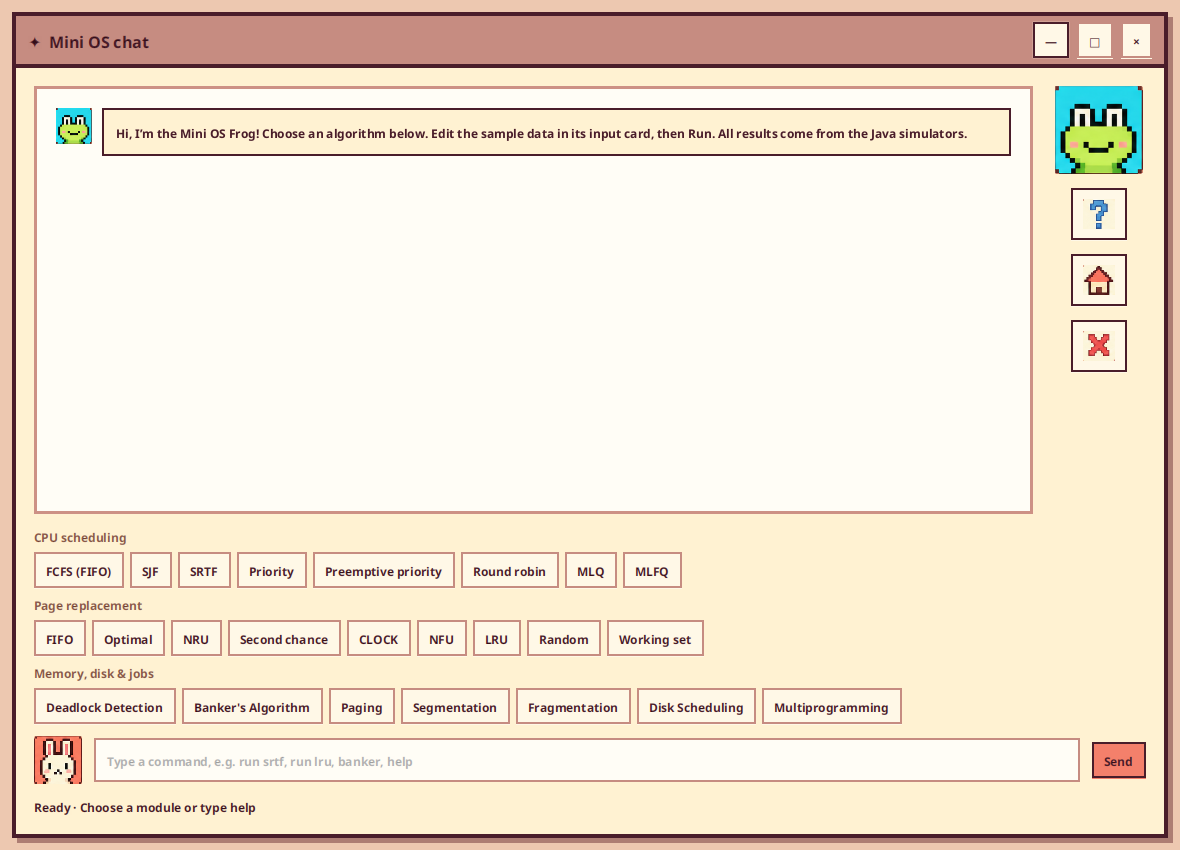 ✦ Mini OS chat
Hi, I'm the Mini OS Frog! Choose an algorithm below. Edit the sample data in its input card, then Run. All results come from the Java simulators.
CPU scheduling
FCFS (FIFO) SJF SRTF Priority Preemptive priority Round robin MLQ MLFQ
Page replacement
FIFO Optimal NRU Second chance CLOCK NFU LRU Random Working set
Memory, disk & jobs
Deadlock Detection Banker's Algorithm Paging Segmentation Fragmentation Disk Scheduling Multiprogramming
Type a command, e.g. run srtf, run lru, banker, help
Send
Ready · Choose a module or type help